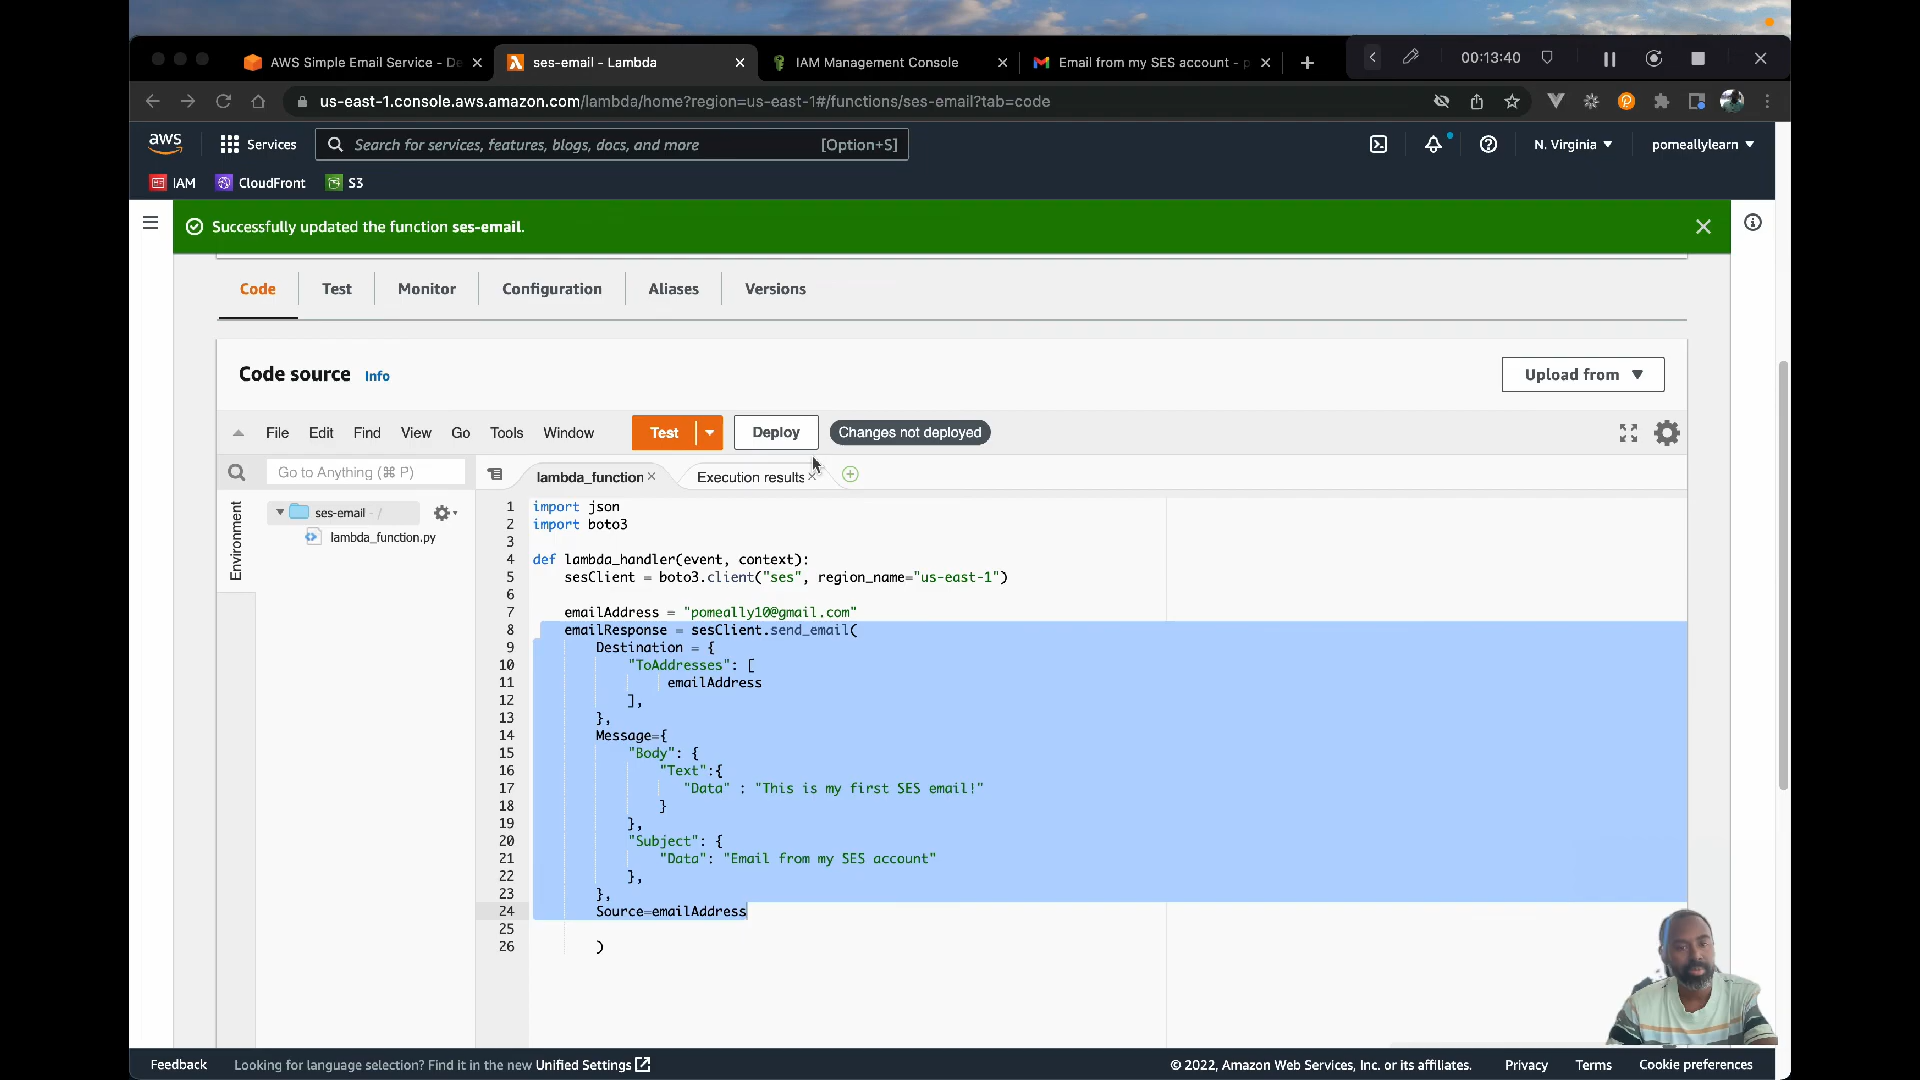 AWS Simple Email Service - De
ses-email - Lambda
IAM Management Console
Email from my SES account - p
00:13:40
us-east-1.console.aws.amazon.com/lambda/home?region=us-east-1#/functions/ses-email?tab=code
aws
Services
Search for services, features, blogs, docs, and more
[Option+S]
N. Virginia
pomeallylearn
IAM
CloudFront
S3
Successfully updated the function ses-email.
Code
Test
Monitor
Configuration
Aliases
Versions
Code source
Info
Upload from
File
Edit
Find
View
Go
Tools
Window
Test
Deploy
Changes not deployed
Go to Anything (⌘ P)
lambda_function
Execution results
Environment
ses-email - /
lambda_function.py
1 import json
2 import boto3
3
4 def lambda_handler(event, context):
5     sesClient = boto3.client("ses", region_name="us-east-1")
6
7     emailAddress = "pomeally10@gmail.com"
8     emailResponse = sesClient.send_email(
9         Destination = {
10             "ToAddresses": [
11                 emailAddress
12             ],
13         },
14         Message={
15             "Body": {
16                 "Text":{
17                    "Data" : "This is my first SES email!"
18                 }
19             },
20             "Subject": {
21                 "Data": "Email from my SES account"
22             },
23         },
24         Source=emailAddress
25
26         )
Feedback
Looking for language selection? Find it in the new Unified Settings
© 2022, Amazon Web Services, Inc. or its affiliates.
Privacy
Terms
Cookie preferences